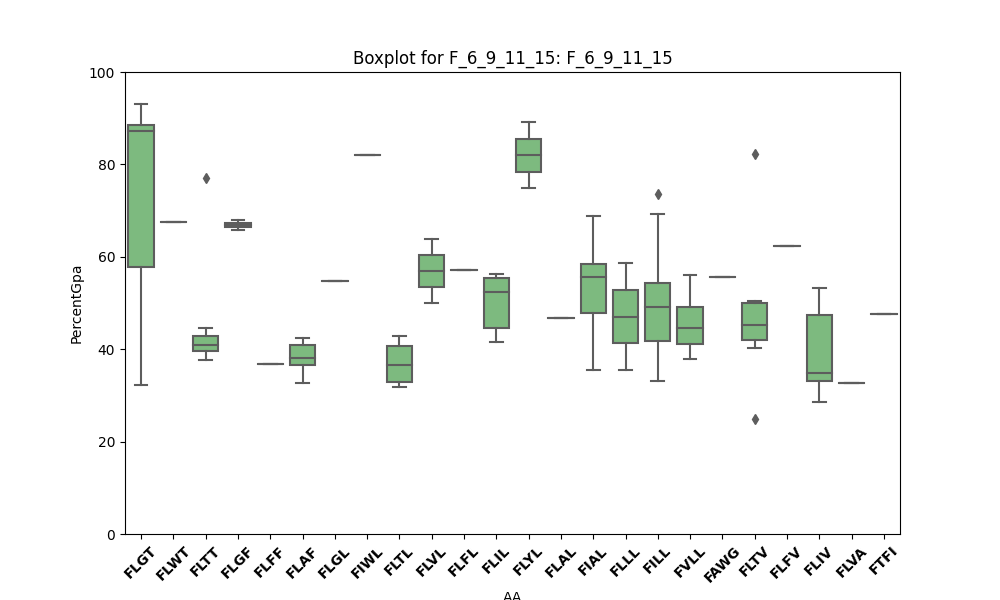 Boxplot for F_6_9_11_15: F_6_9_11_15
100
80
60
40
20
0
PercentGpa
FLGT FLWT FLTT FLGF FLFF FLAF FLGL FIWL FLTL FLVL FLFL FLIL FLYL FLAL FIAL FLLL FILL FVLL FAWG FLTV FLFV FLIV FLVA FTFI
AA